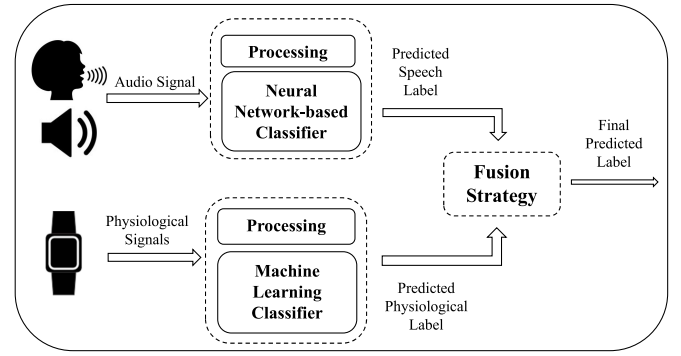 Processing
Audio Signal
Neural
Network-based
Classifier
Predicted
Speech
Label
Fusion
Strategy
Final
Predicted
Label
Physiological
Signals
Processing
Machine
Learning
Classifier
Predicted
Physiological
Label